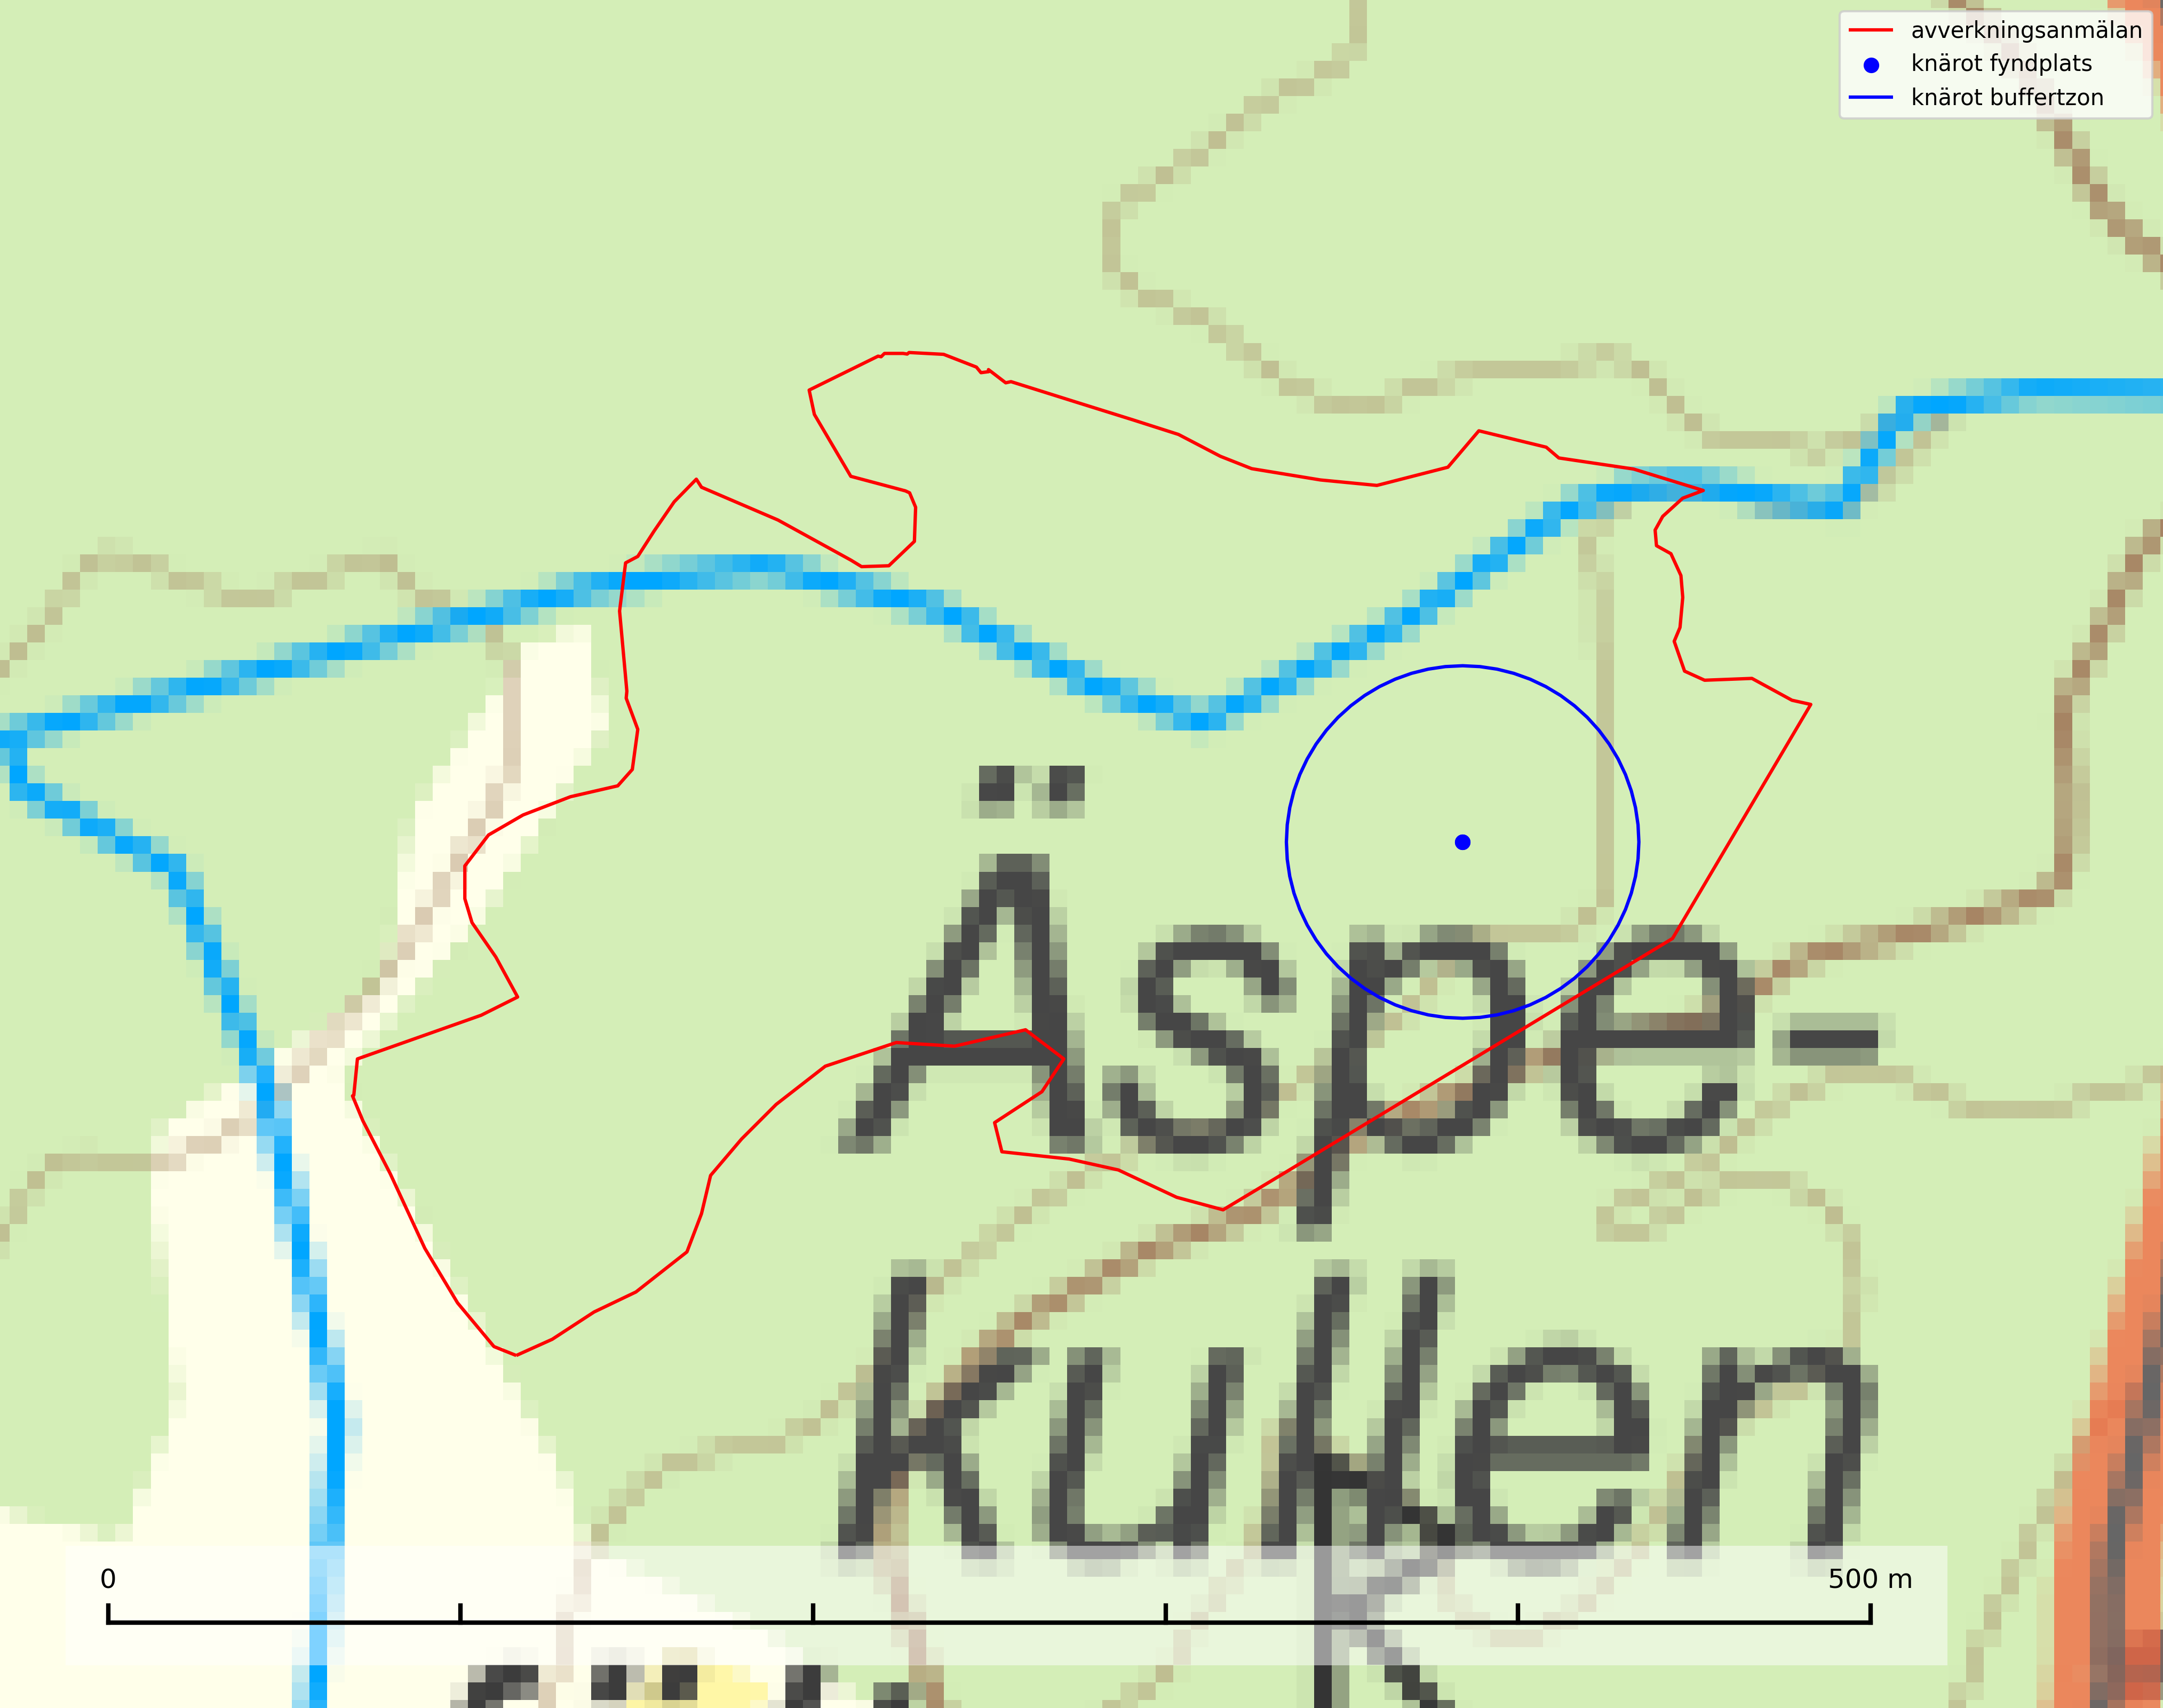 avverkningsanmälan
knärot fyndplats
knärot buffertzon
Äspe-
kullen
0
500 m